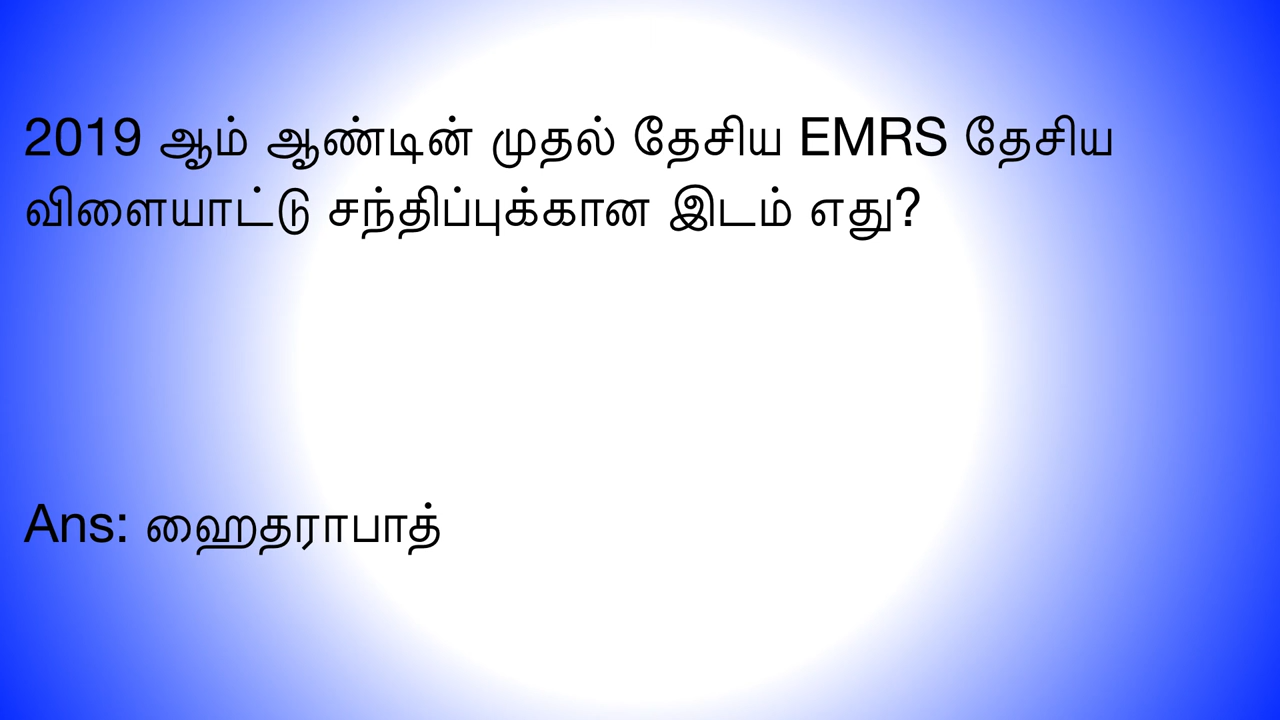 2019 ஆம் ஆண்டின் முதல் தேசிய EMRS தேசிய
விளையாட்டு சந்திப்புக்கான இடம் எது?
Ans: ஹைதராபாத்